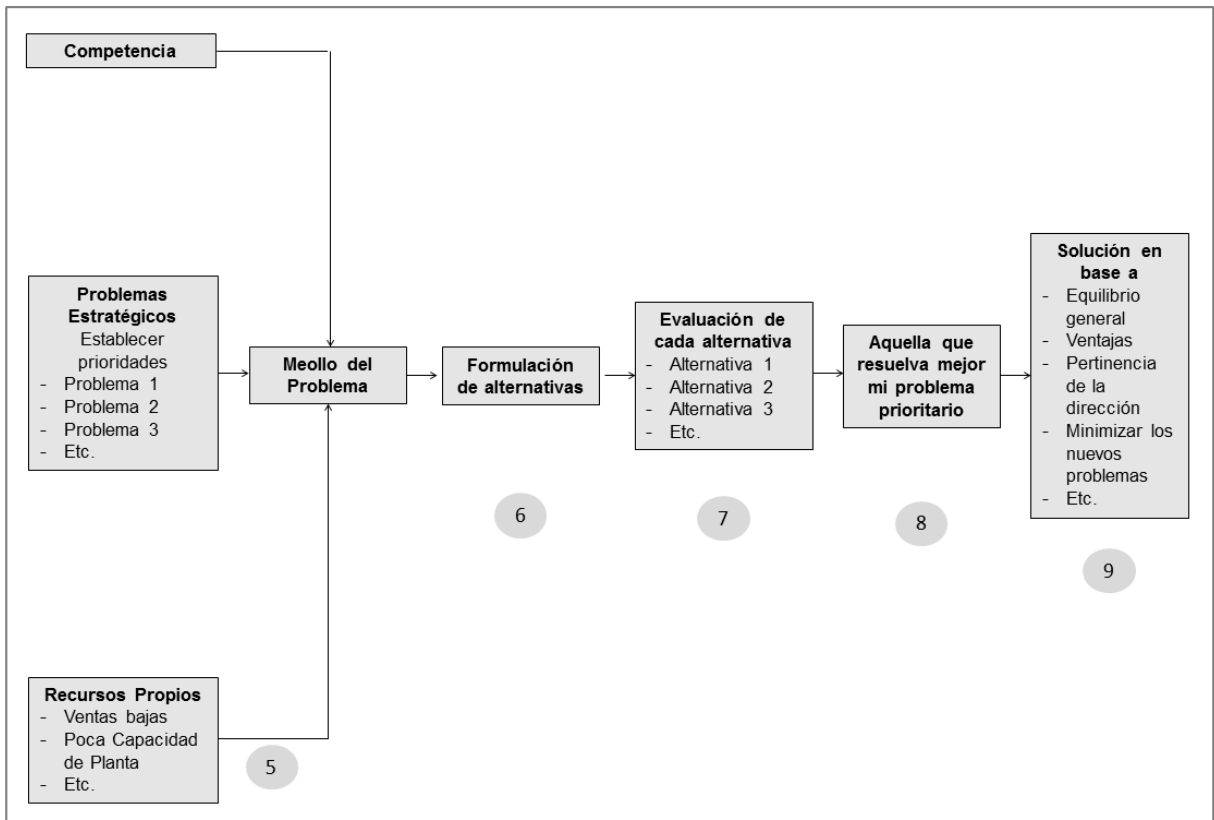 Competencia
Problemas
Estratégicos
Establecer
prioridades
- Problema 1
- Problema 2
- Problema 3
- Etc.
Recursos Propios
- Ventas bajas
- Poca Capacidad
de Planta
- Etc.
5
Meollo del
Problema
Formulación
de alternativas
6
Evaluación de
cada alternativa
- Alternativa 1
- Alternativa 2
- Alternativa 3
- Etc.
7
Aquella que
resuelva mejor
mi problema
prioritario
8
Solución en
base a
- Equilibrio
general
- Ventajas
- Pertinencia
de la
dirección
- Minimizar los
nuevos
problemas
- Etc.
9